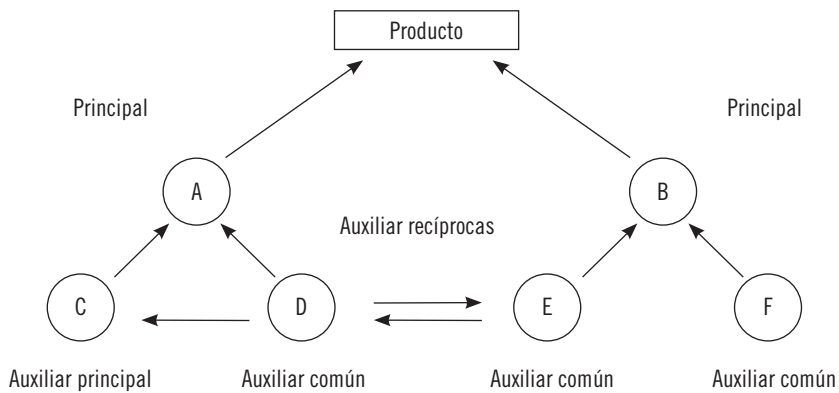 Producto
Principal
Principal
A
B
Auxiliar recíprocas
C
D
E
F
Auxiliar principal
Auxiliar común
Auxiliar común
Auxiliar común